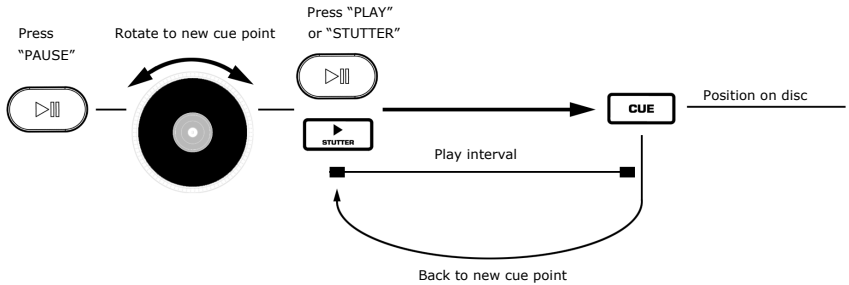 Press
“PAUSE”
Rotate to new cue point
Press “PLAY”
or “STUTTER”
STUTTER
CUE
Position on disc
Play interval
Back to new cue point